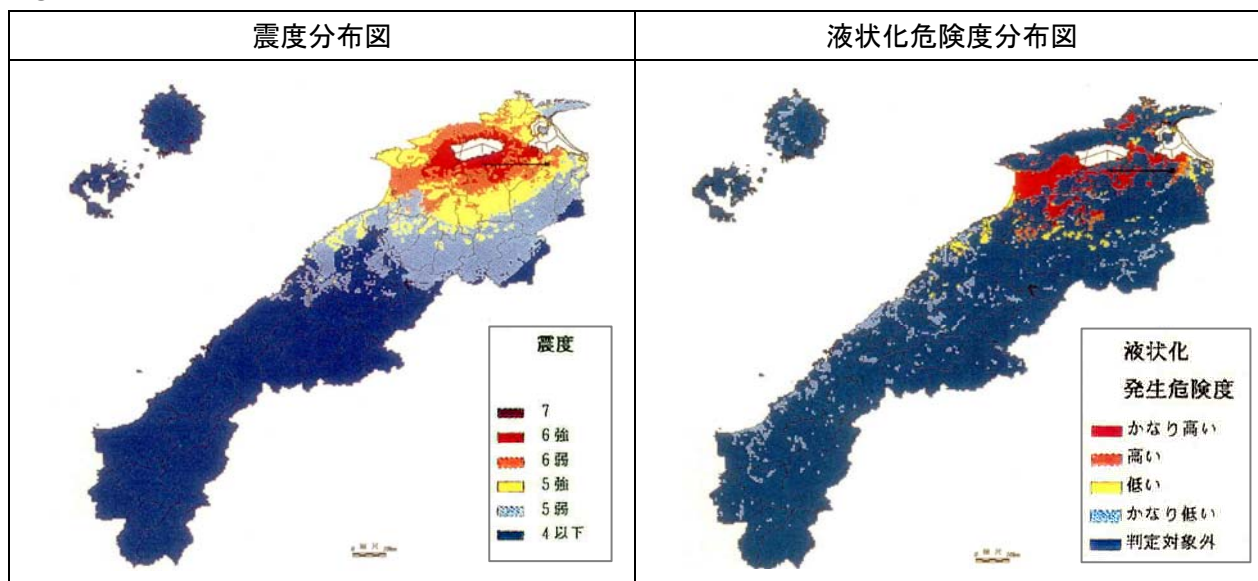 震度分布図
液状化危険度分布図
震度
7
6強
6弱
5強
5弱
4以下
液状化
発生危険度
かなり高い
高い
低い
かなり低い
判定対象外